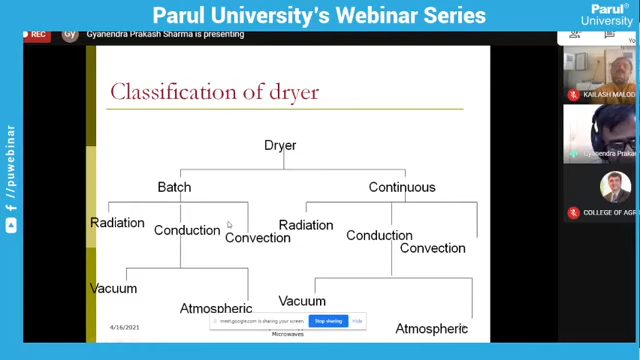 Parul University's Webinar Series
Parul®
University
REC
Gy
Gyanendra Prakash Sharma is presenting
Yo
Classification of dryer
Dryer
Batch
Continuous
Radiation
Conduction
Convection
Radiation
Conduction
Convection
Vacuum
Atmospheric
Vacuum
Atmospheric
4/16/2021
meet.google.com is sharing your screen.
Stop sharing
Hide
Microwaves
KAILASH MALOD
Gyanendra Prakas
COLLEGE OF AGR
/puwebinar